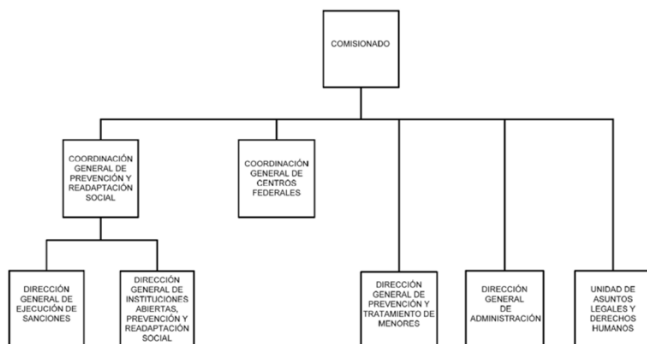 COMISIONADO
COORDINACIÓN
GENERAL DE
PREVENCIÓN Y
READAPTACIÓN
SOCIAL
COORDINACIÓN
GENERAL DE
CENTROS
FEDERALES
DIRECCIÓN
GENERAL DE
EJECUCIÓN DE
SANCIONES
DIRECCIÓN
GENERAL DE
INSTITUCIONES
ABIERTAS,
PREVENCIÓN Y
READAPTACIÓN
SOCIAL
DIRECCIÓN
GENERAL DE
PREVENCIÓN Y
TRATAMIENTO DE
MENORES
DIRECCIÓN
GENERAL
DE
ADMINISTRACIÓN
UNIDAD DE
ASUNTOS
LEGALES Y
DERECHOS
HUMANOS